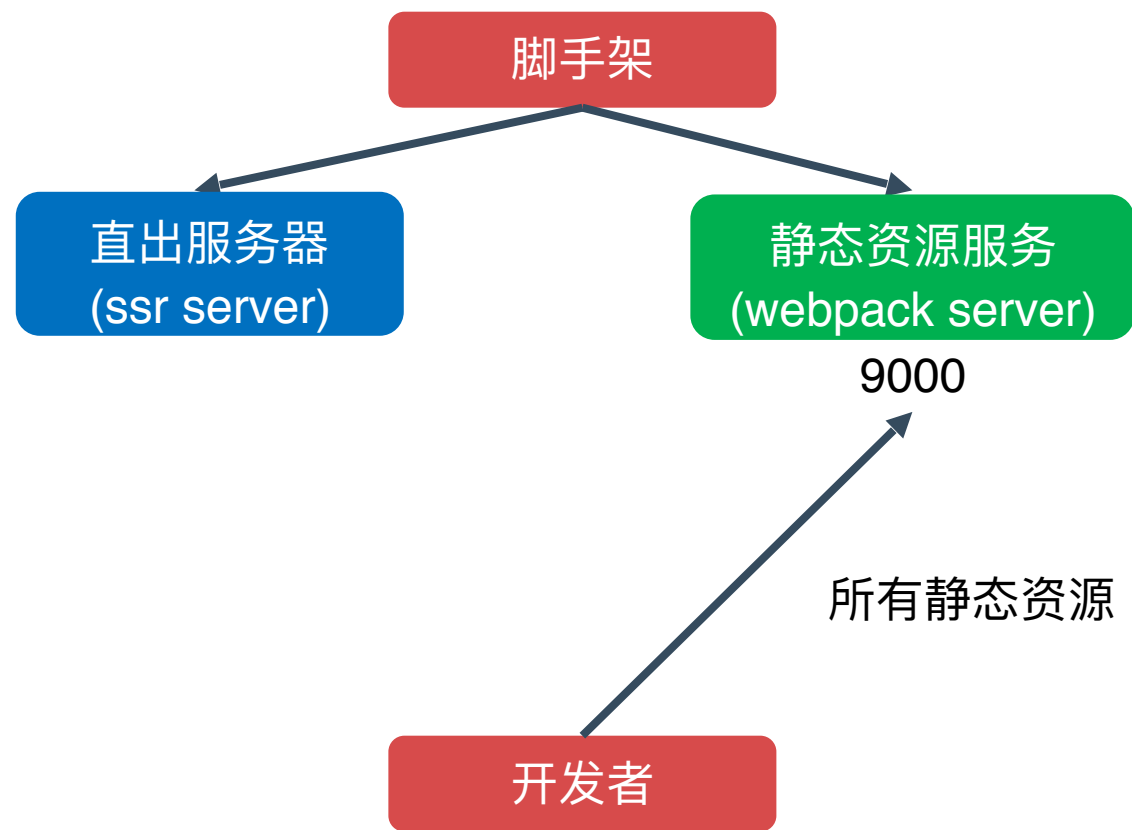 脚手架
直出服务器
(ssr server)
静态资源服务
(webpack server)
9000
所有静态资源
开发者